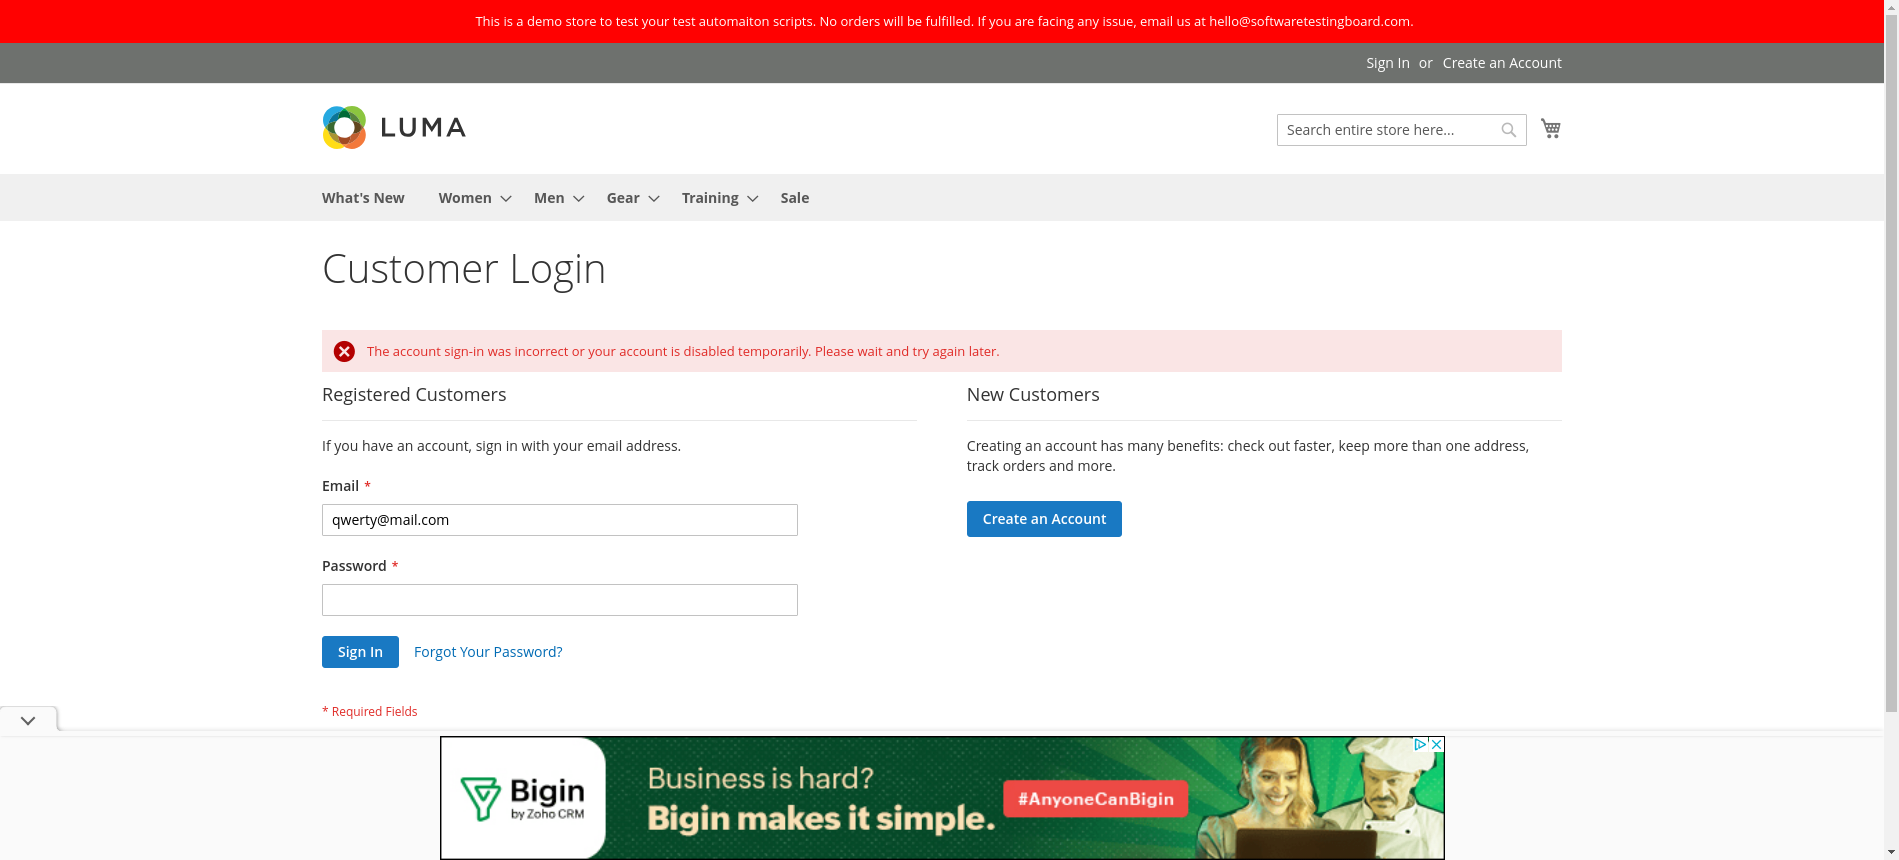 This is a demo store to test your test automaiton scripts. No orders will be fulfilled. If you are facing any issue, email us at hello@softwaretestingboard.com.
Sign In or Create an Account
LUMA
Search entire store here...
What's New Women Men Gear Training Sale
Customer Login
The account sign-in was incorrect or your account is disabled temporarily. Please wait and try again later.
Registered Customers
If you have an account, sign in with your email address.
Email *
qwerty@mail.com
Password *
Sign In Forgot Your Password?
* Required Fields
New Customers
Creating an account has many benefits: check out faster, keep more than one address,
track orders and more.
Create an Account
Bigin
by Zoho CRM
Business is hard?
Bigin makes it simple.
#AnyoneCanBigin